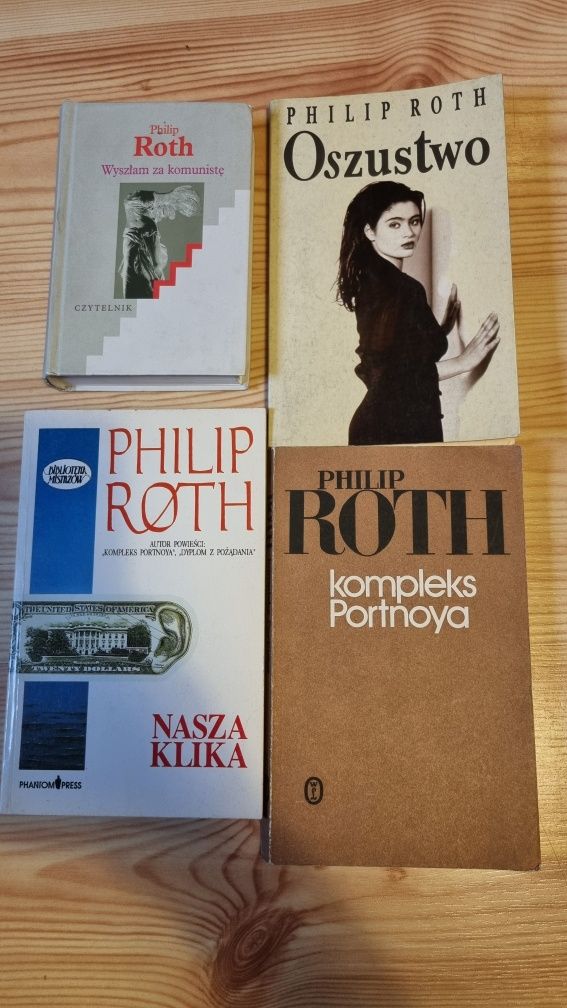 Philip
Roth
Wyszłam za komunistę
CZYTELNIK
PHILIP ROTH
Oszustwo
BIBLIOTEKA
MISTRZÓW
PHILIP
ROTH
AUTOR POWIEŚCI:
„KOMPLEKS PORTNOYA”, „DYPLOM Z POŻĄDANIA”
THE UNITED STATES OF AMERICA
TWENTY DOLLARS
NASZA
KLIKA
PHANTOM PRESS
PHILIP
ROTH
kompleks
Portnoya